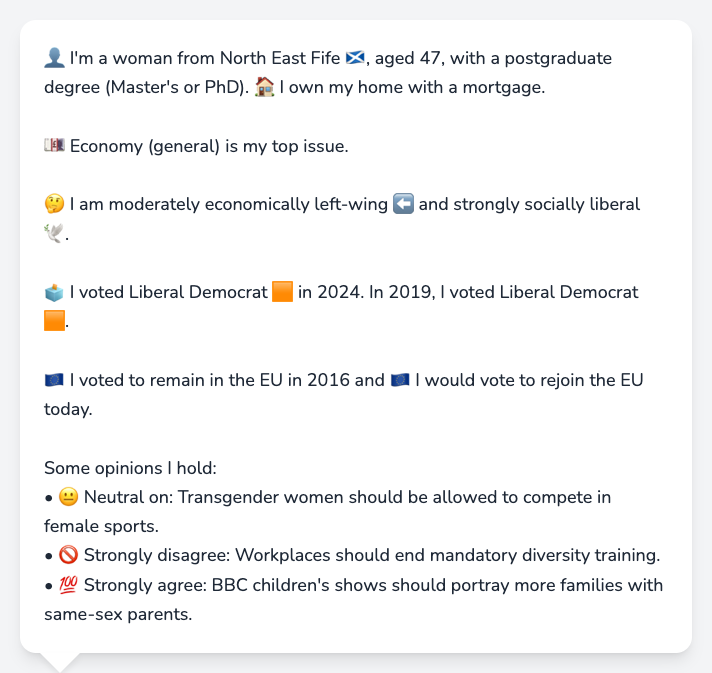 👤 I'm a woman from North East Fife 🏴󠁧󠁢󠁳󠁣󠁴󠁿, aged 47, with a postgraduate
degree (Master's or PhD). 🏠 I own my home with a mortgage.
💷 Economy (general) is my top issue.
🤔 I am moderately economically left-wing ⬅️ and strongly socially liberal
🕊️.
🗳️ I voted Liberal Democrat 🟧 in 2024. In 2019, I voted Liberal Democrat
🟧.
🇪🇺 I voted to remain in the EU in 2016 and 🇪🇺 I would vote to rejoin the EU
today.
Some opinions I hold:
• 😐 Neutral on: Transgender women should be allowed to compete in
female sports.
• 🚫 Strongly disagree: Workplaces should end mandatory diversity training.
• 💯 Strongly agree: BBC children's shows should portray more families with
same-sex parents.